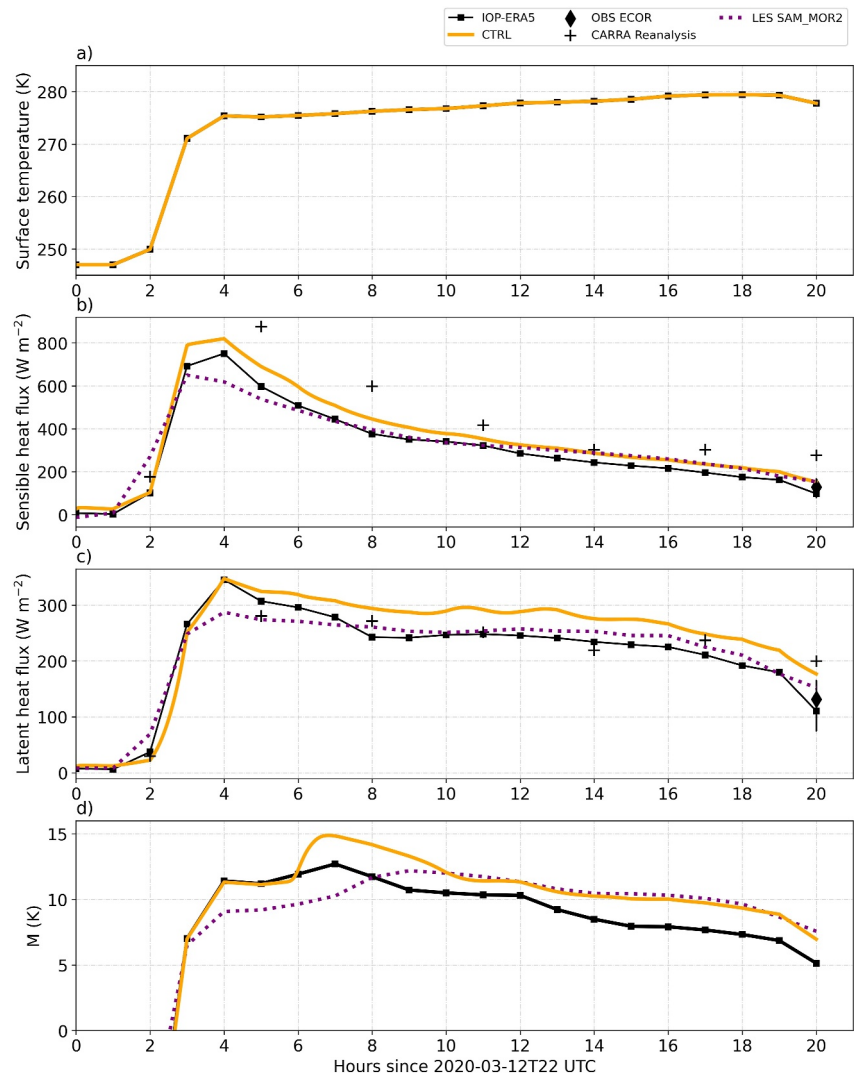 IOP-ERA5 OBS ECOR LES SAM_MOR2
CTRL CARRA Reanalysis
a)
Surface temperature (K)
280
270
260
250
0 2 4 6 8 10 12 14 16 18 20
b)
Sensible heat flux (W m⁻²)
800
600
400
200
0
0 2 4 6 8 10 12 14 16 18 20
c)
Latent heat flux (W m⁻²)
300
200
100
0
0 2 4 6 8 10 12 14 16 18 20
d)
M (K)
15
10
5
0
0 2 4 6 8 10 12 14 16 18 20
Hours since 2020-03-12T22 UTC